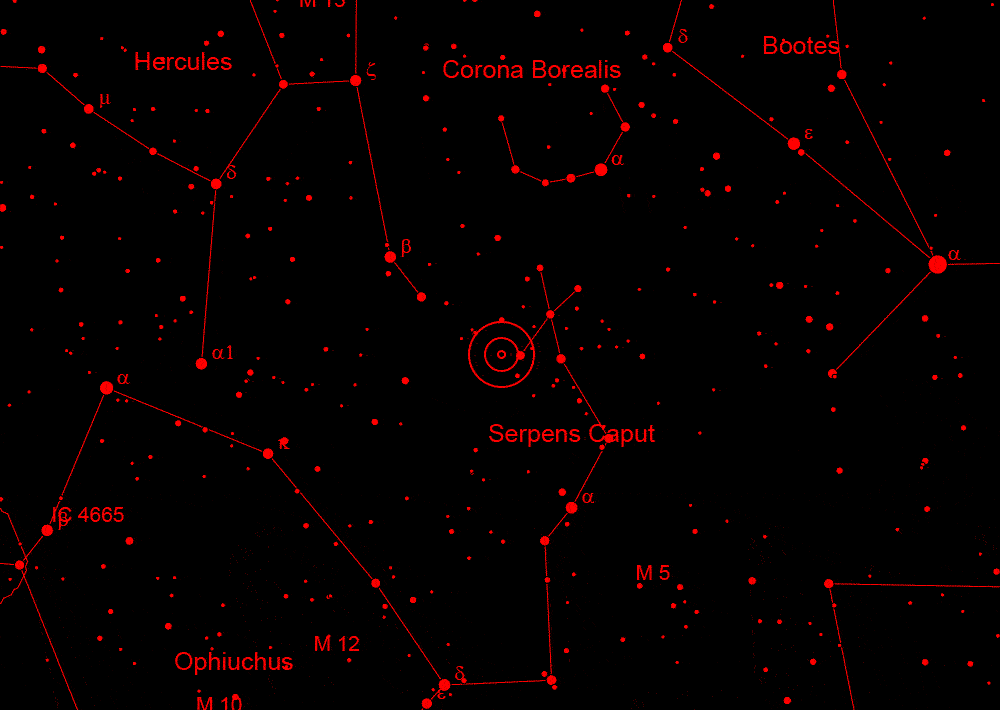 M 13
δ
Bootes
Hercules
ζ
Corona Borealis
μ
ε
α
δ
β
α
α1
α
κ
Serpens Caput
α
IC 4665
β
M 5
M 12
Ophiuchus
δ
ε
M 10